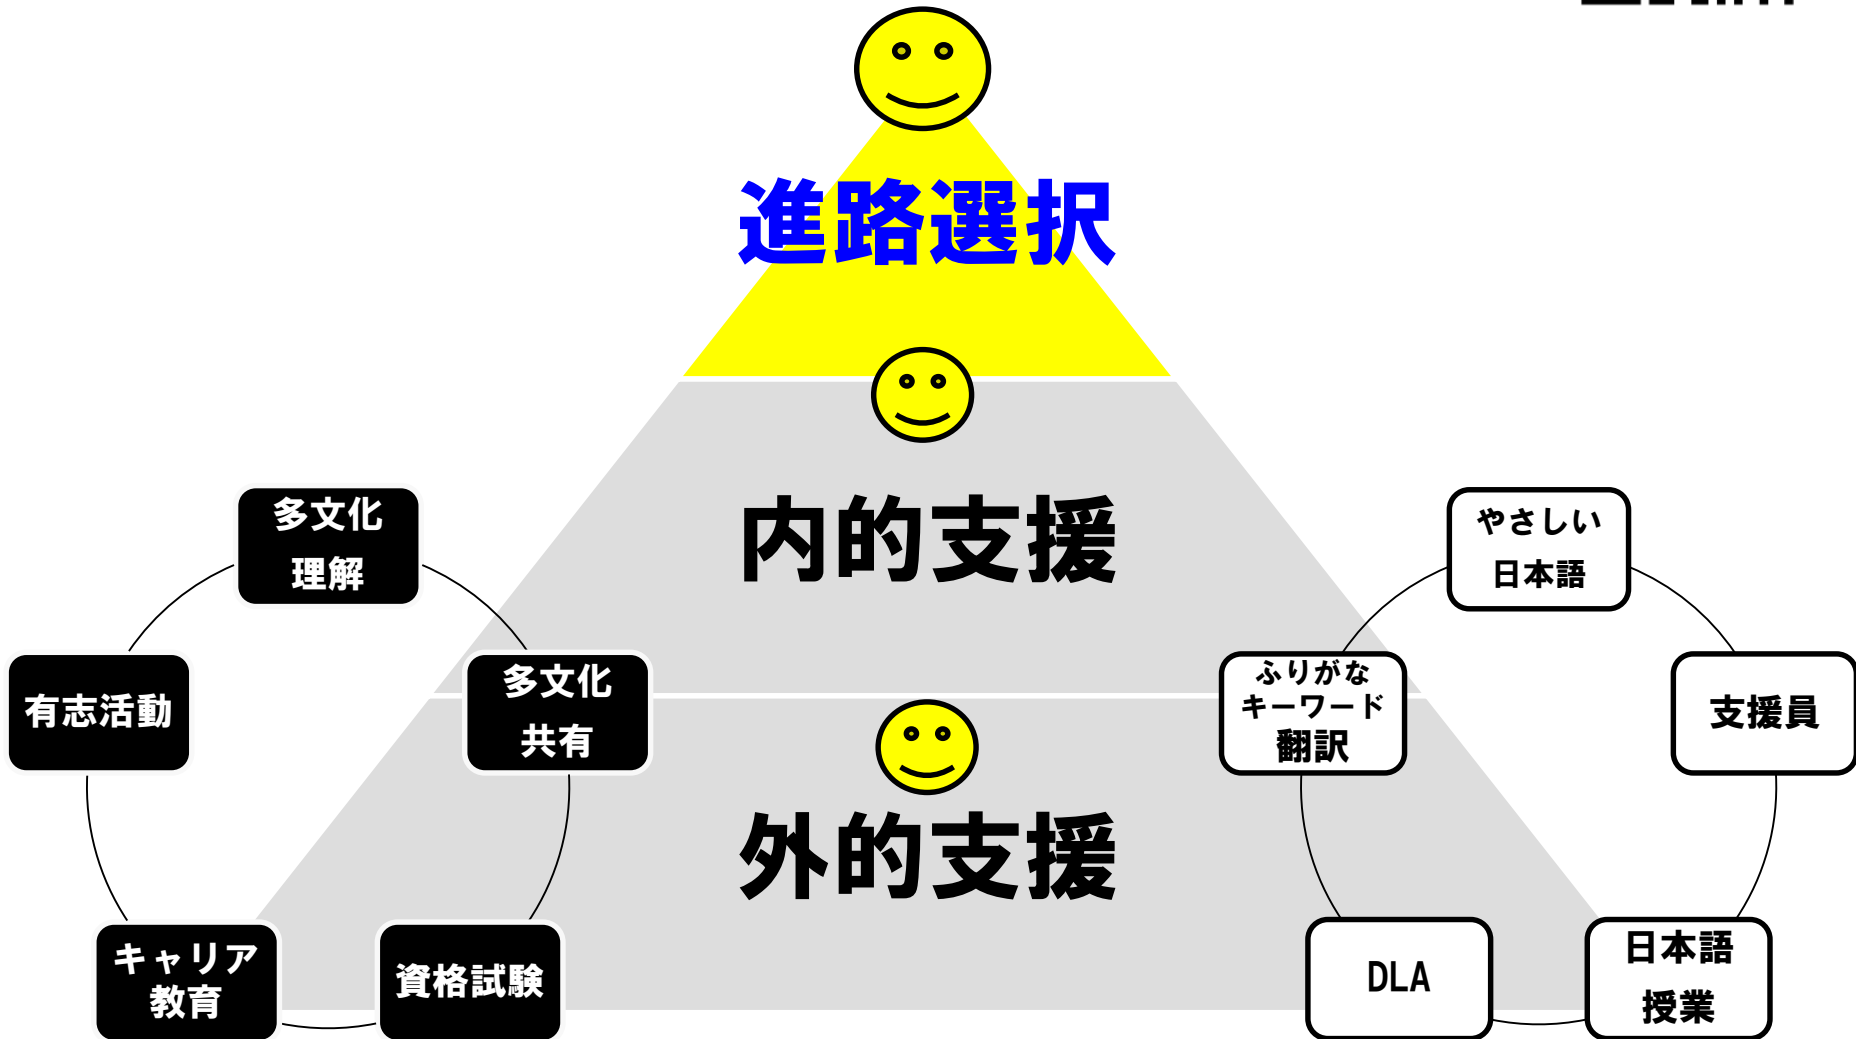 進路選択
内的支援
外的支援
多文化
理解
多文化
共有
資格試験
キャリア
教育
有志活動
やさしい
日本語
支援員
日本語
授業
DLA
ふりがな
キーワード
翻訳